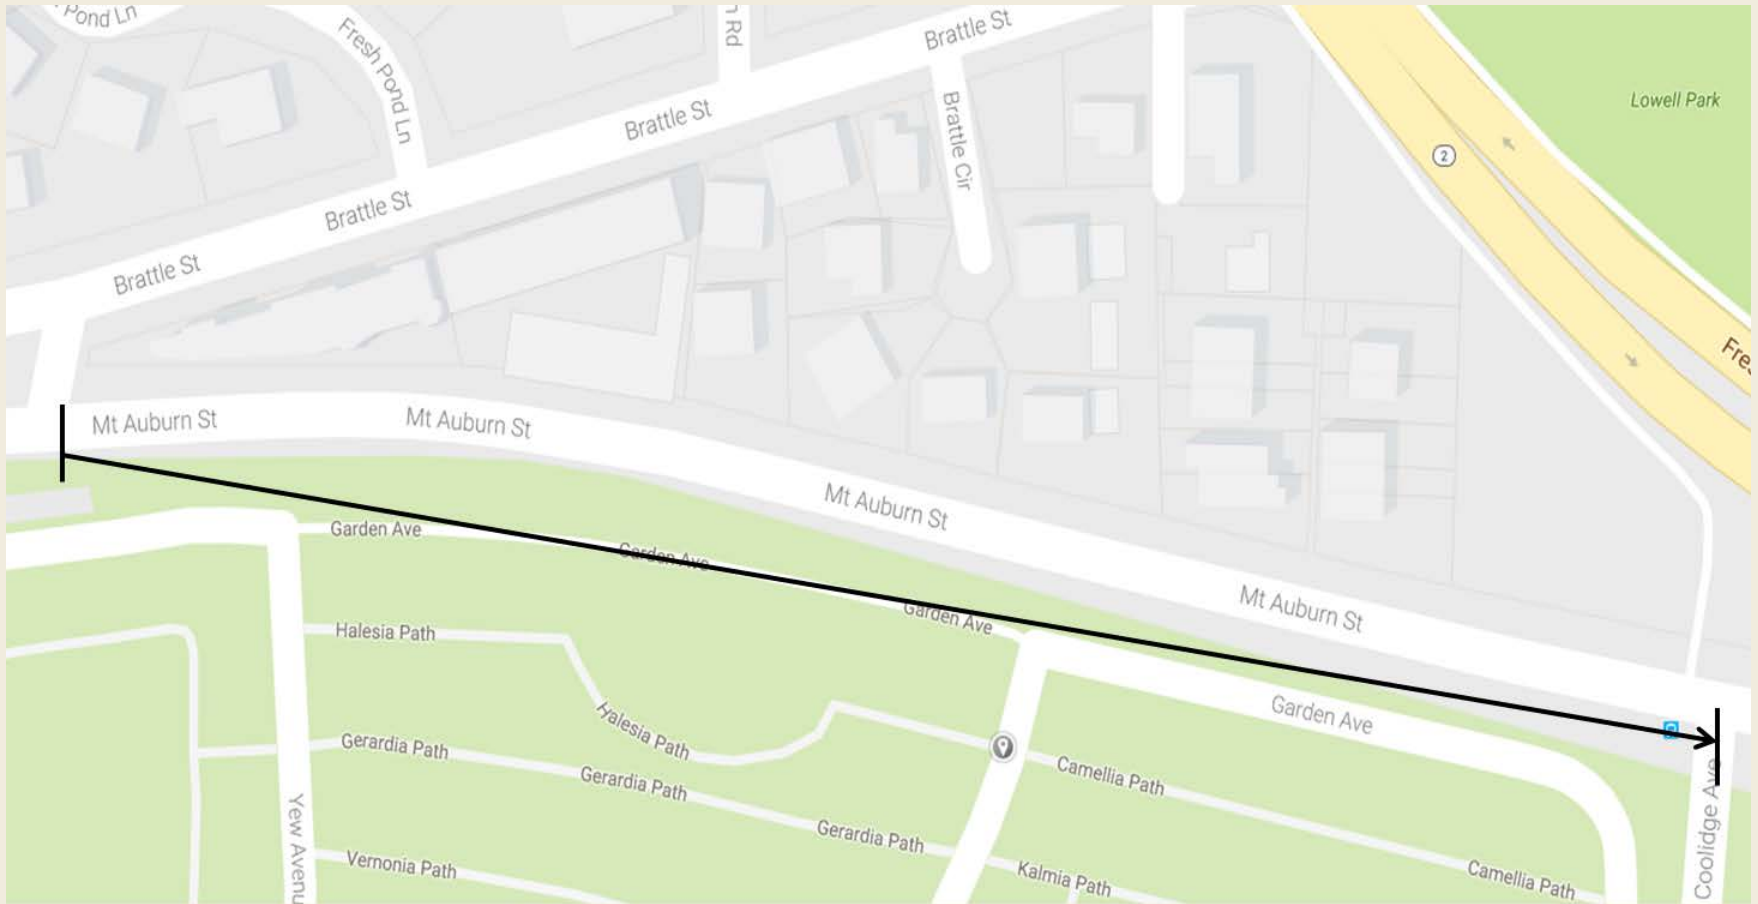 Pond Ln
Fresh Pond Ln
Rd
Brattle St
Brattle St
Brattle St
Brattle St
Brattle Cir
Lowell Park
2
Mt Auburn St
Mt Auburn St
Mt Auburn St
Mt Auburn St
Garden Ave
Garden Ave
Garden Ave
Garden Ave
Halesia Path
Halesia Path
Gerardia Path
Gerardia Path
Gerardia Path
Camellia Path
Camellia Path
Vernonia Path
Kalmia Path
Yew Avenu
Coolidge Ave
Fre